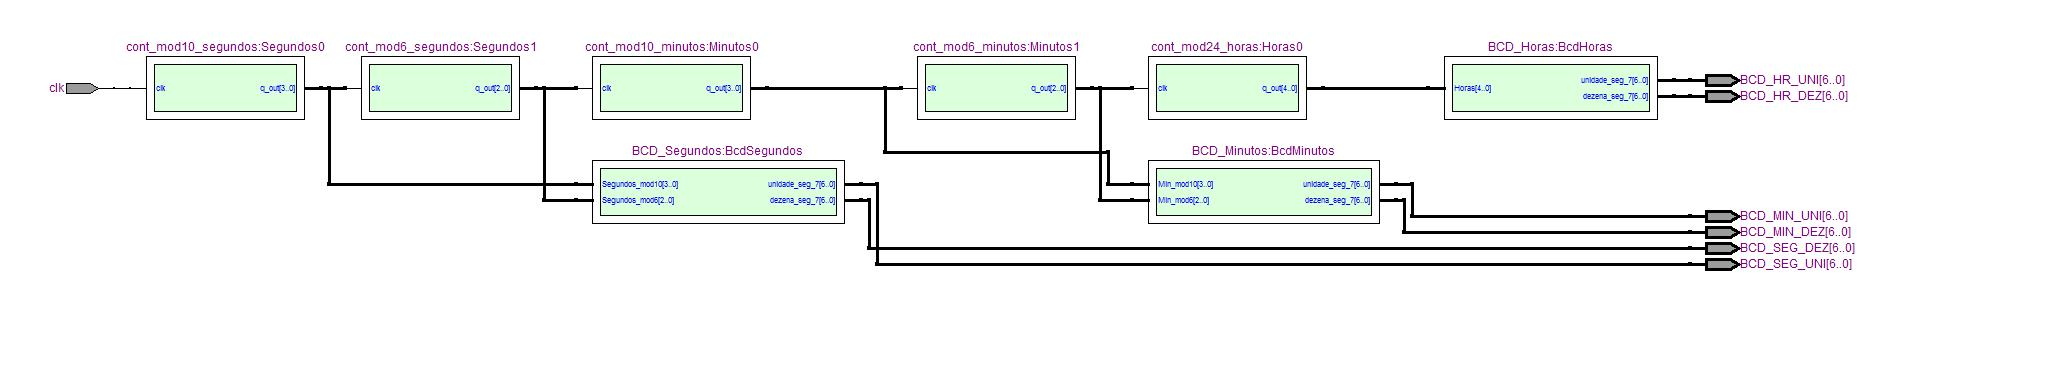 cont_mod10_segundos:Segundos0
cont_mod6_segundos:Segundos1
cont_mod10_minutos:Minutos0
cont_mod6_minutos:Minutos1
cont_mod24_horas:Horas0
BCD_Horas:BcdHoras
clk
clk
q_out[3..0]
clk
q_out[2..0]
clk
q_out[3..0]
clk
q_out[2..0]
clk
q_out[4..0]
Horas[4..0]
unidade_seg_7[6..0]
dezena_seg_7[6..0]
BCD_HR_UNI[6..0]
BCD_HR_DEZ[6..0]
BCD_Segundos:BcdSegundos
Segundos_mod10[3..0]
Segundos_mod6[2..0]
unidade_seg_7[6..0]
dezena_seg_7[6..0]
BCD_Minutos:BcdMinutos
Min_mod10[3..0]
Min_mod6[2..0]
unidade_seg_7[6..0]
dezena_seg_7[6..0]
BCD_MIN_UNI[6..0]
BCD_MIN_DEZ[6..0]
BCD_SEG_DEZ[6..0]
BCD_SEG_UNI[6..0]